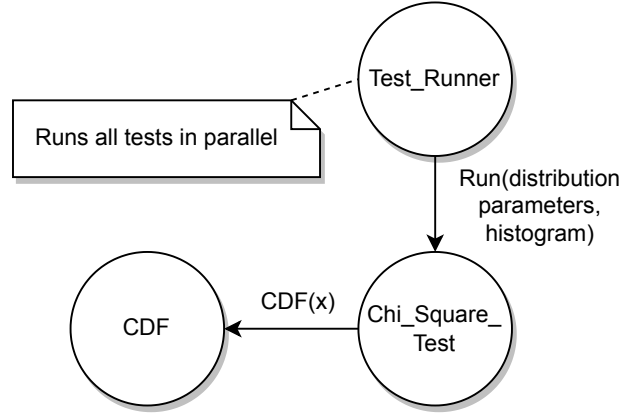 Test_Runner
Runs all tests in parallel
Run(distribution
parameters,
histogram)
CDF
CDF(x)
Chi_Square_
Test